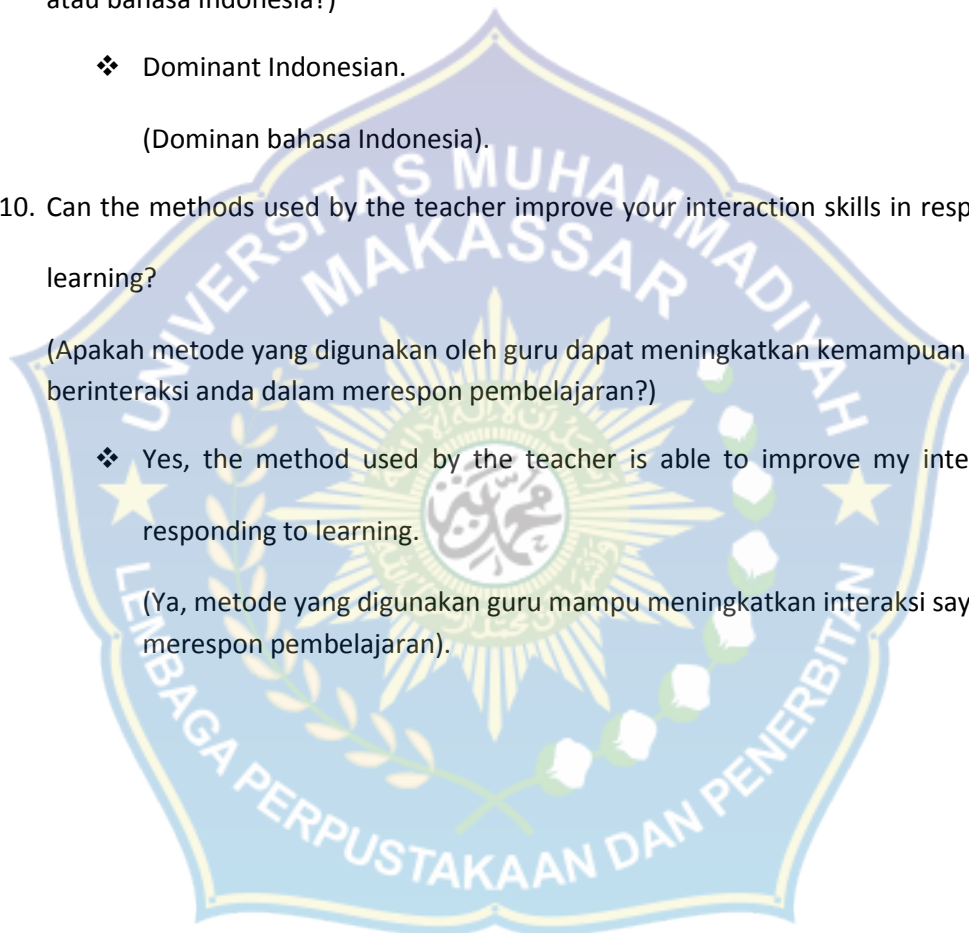 atau bahasa Indonesia?)
❖ Dominant Indonesian.
(Dominan bahasa Indonesia).
10. Can the methods used by the teacher improve your interaction skills in resp
learning?
(Apakah metode yang digunakan oleh guru dapat meningkatkan kemampuan
berinteraksi anda dalam merespon pembelajaran?)
❖ Yes, the method used by the teacher is able to improve my inte
responding to learning.
(Ya, metode yang digunakan guru mampu meningkatkan interaksi say
merespon pembelajaran).
UNIVERSITAS MUHAMMADIYAH
MAKASSAR
LEMBAGA PERPUSTAKAAN DAN PENERBITAN